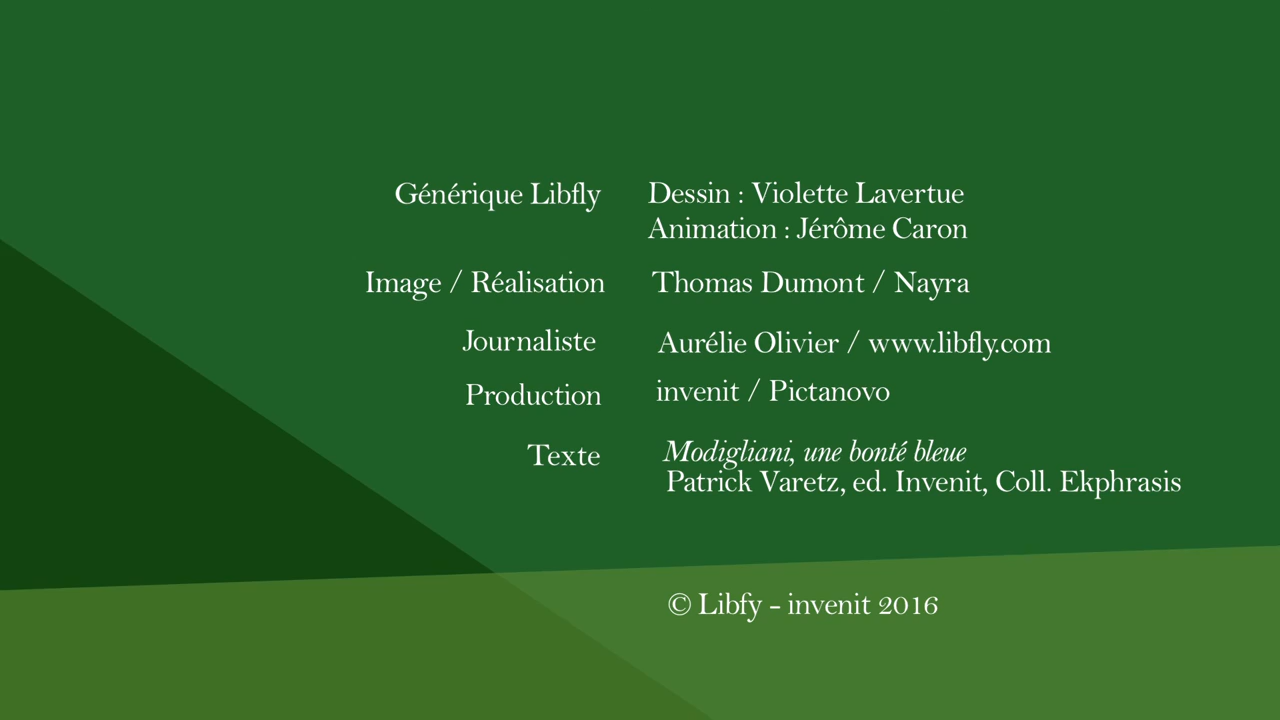 Générique Libfly Dessin : Violette Lavertue
Animation : Jérôme Caron
Image / Réalisation Thomas Dumont / Nayra
Journaliste Aurélie Olivier / www.libfly.com
Production invenit / Pictanovo
Texte Modigliani, une bonté bleue
Patrick Varetz, ed. Invenit, Coll. Ekphrasis
© Libfy - invenit 2016